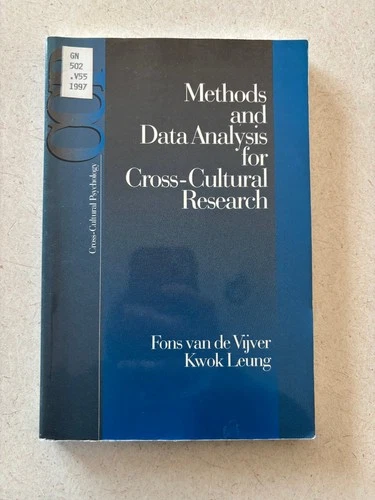 GN
502
.V55
1997
Methods
and
Data Analysis
for
Cross-Cultural
Research
Cross-Cultural Psychology
Fons van de Vijver
Kwok Leung